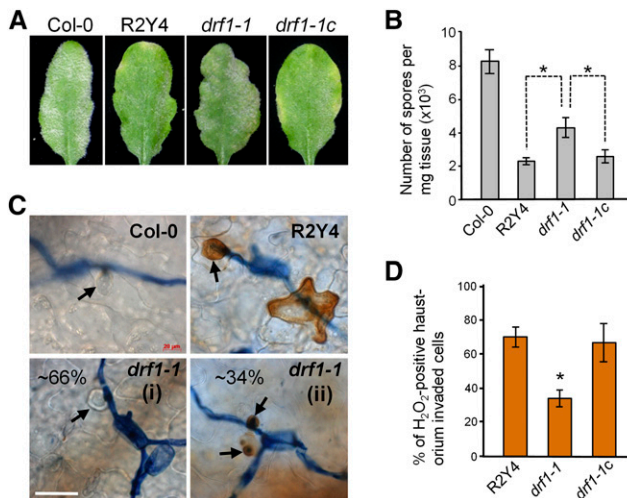 A
Col-0 R2Y4 drf1-1 drf1-1c
B
Number of spores per
mg tissue (x10³)
10
8
6
4
2
0
* *
Col-0 R2Y4 drf1-1 drf1-1c
C
Col-0
20 µm
R2Y4
~66% drf1-1
(i)
~34% drf1-1
(ii)
D
% of H₂O₂-positive haust-
orium invaded cells
100
80
60
40
20
0
*
R2Y4 drf1-1 drf1-1c